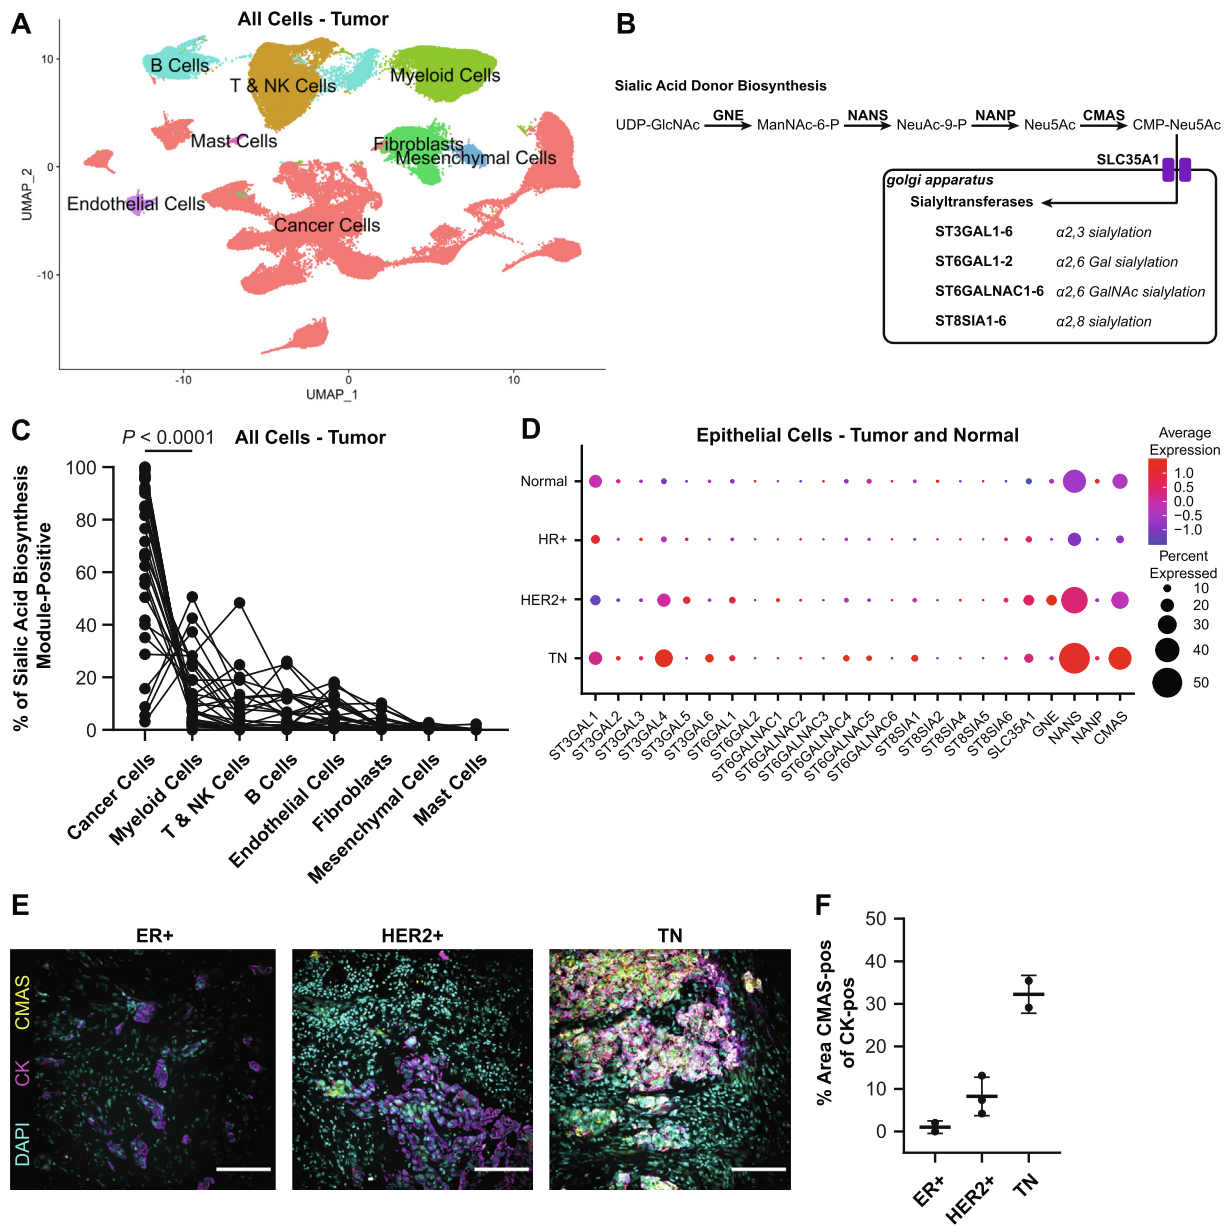 A
All Cells - Tumor
10
0
-10
UMAP_2
-10
0
10
UMAP_1
B Cells
T & NK Cells
Myeloid Cells
Mast Cells
Fibroblasts
Mesenchymal Cells
Endothelial Cells
Cancer Cells
B
Sialic Acid Donor Biosynthesis
UDP-GlcNAc GNE ManNAc-6-P NANS NeuAc-9-P NANP Neu5Ac CMAS CMP-Neu5Ac
SLC35A1
golgi apparatus
Sialyltransferases
ST3GAL1-6 α2,3 sialylation
ST6GAL1-2 α2,6 Gal sialylation
ST6GALNAC1-6 α2,6 GalNAc sialylation
ST8SIA1-6 α2,8 sialylation
C
P < 0.0001
All Cells - Tumor
% of Sialic Acid Biosynthesis
Module-Positive
100
80
60
40
20
0
Cancer Cells
Myeloid Cells
T & NK Cells
B Cells
Endothelial Cells
Fibroblasts
Mesenchymal Cells
Mast Cells
D
Epithelial Cells - Tumor and Normal
Normal
HR+
HER2+
TN
ST3GAL1
ST3GAL2
ST3GAL3
ST3GAL4
ST3GAL5
ST3GAL6
ST6GAL1
ST6GAL2
ST6GALNAC1
ST6GALNAC2
ST6GALNAC3
ST6GALNAC4
ST6GALNAC5
ST6GALNAC6
ST8SIA1
ST8SIA2
ST8SIA4
ST8SIA5
ST8SIA6
SLC35A1
GNE
NANS
NANP
CMAS
Average
Expression
1.0
0.5
0.0
−0.5
−1.0
Percent
Expressed
10
20
30
40
50
E
ER+
HER2+
TN
DAPI CK CMAS
F
% Area CMAS-pos
of CK-pos
50
40
30
20
10
0
ER+
HER2+
TN